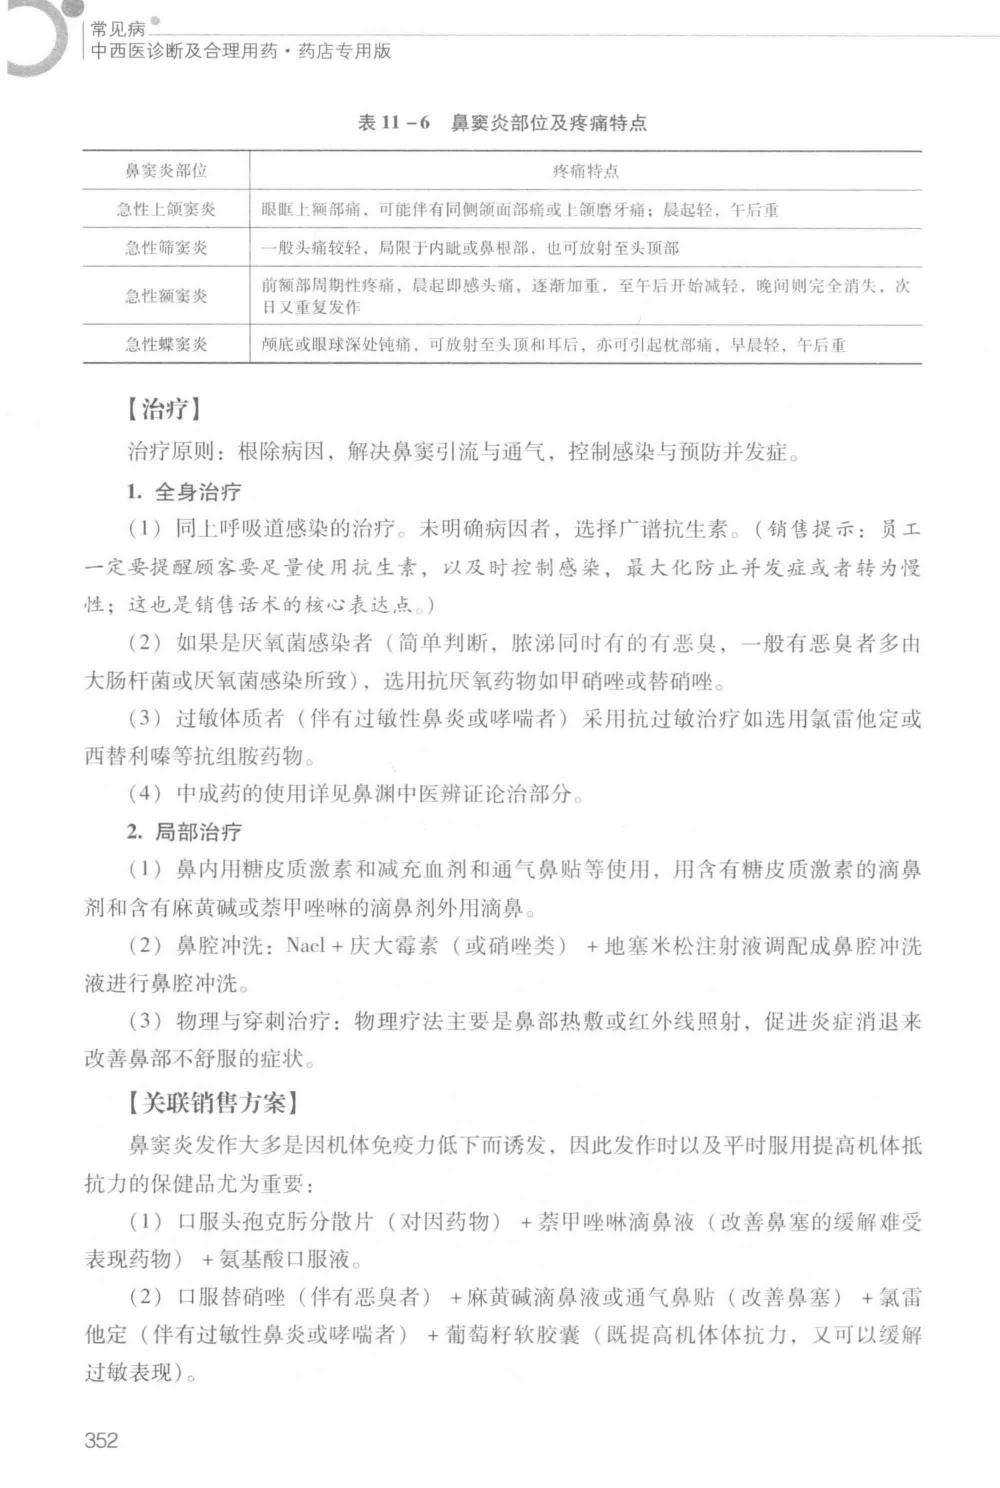 常见病
中西医诊断及合理用药·药店专用版
表 11-6 鼻窦炎部位及疼痛特点
鼻窦炎部位 疼痛特点
急性上颌窦炎 眼眶上额部痛，可能伴有同侧颌面部痛或上颌磨牙痛；晨起轻，午后重
急性筛窦炎 一般头痛较轻，局限于内眦或鼻根部，也可放射至头顶部
急性额窦炎 前额部周期性疼痛，晨起即感头痛，逐渐加重，至午后开始减轻，晚间则完全消失，次
日又重复发作
急性蝶窦炎 颅底或眼球深处钝痛，可放射至头顶和耳后，亦可引起枕部痛，早晨轻，午后重
【治疗】
治疗原则：根除病因，解决鼻窦引流与通气，控制感染与预防并发症。
1. 全身治疗
（1）同上呼吸道感染的治疗。未明确病因者，选择广谱抗生素。（销售提示：员工
一定要提醒顾客要足量使用抗生素，以及时控制感染，最大化防止并发症或者转为慢
性；这也是销售话术的核心表达点。）
（2）如果是厌氧菌感染者（简单判断，脓涕同时有的有恶臭，一般有恶臭者多由
大肠杆菌或厌氧菌感染所致），选用抗厌氧药物如甲硝唑或替硝唑。
（3）过敏体质者（伴有过敏性鼻炎或哮喘者）采用抗过敏治疗如选用氯雷他定或
西替利嗪等抗组胺药物。
（4）中成药的使用详见鼻渊中医辨证论治部分。
2. 局部治疗
（1）鼻内用糖皮质激素和减充血剂和通气鼻贴等使用，用含有糖皮质激素的滴鼻
剂和含有麻黄碱或萘甲唑啉的滴鼻剂外用滴鼻。
（2）鼻腔冲洗：Nacl + 庆大霉素（或硝唑类） + 地塞米松注射液调配成鼻腔冲洗
液进行鼻腔冲洗。
（3）物理与穿刺治疗：物理疗法主要是鼻部热敷或红外线照射，促进炎症消退来
改善鼻部不舒服的症状。
【关联销售方案】
鼻窦炎发作大多是因机体免疫力低下而诱发，因此发作时以及平时服用提高机体抵
抗力的保健品尤为重要：
（1）口服头孢克肟分散片（对因药物） + 萘甲唑啉滴鼻液（改善鼻塞的缓解难受
表现药物） + 氨基酸口服液。
（2）口服替硝唑（伴有恶臭者） + 麻黄碱滴鼻液或通气鼻贴（改善鼻塞） + 氯雷
他定（伴有过敏性鼻炎或哮喘者） + 葡萄籽软胶囊（既提高机体体抗力，又可以缓解
过敏表现）。
352